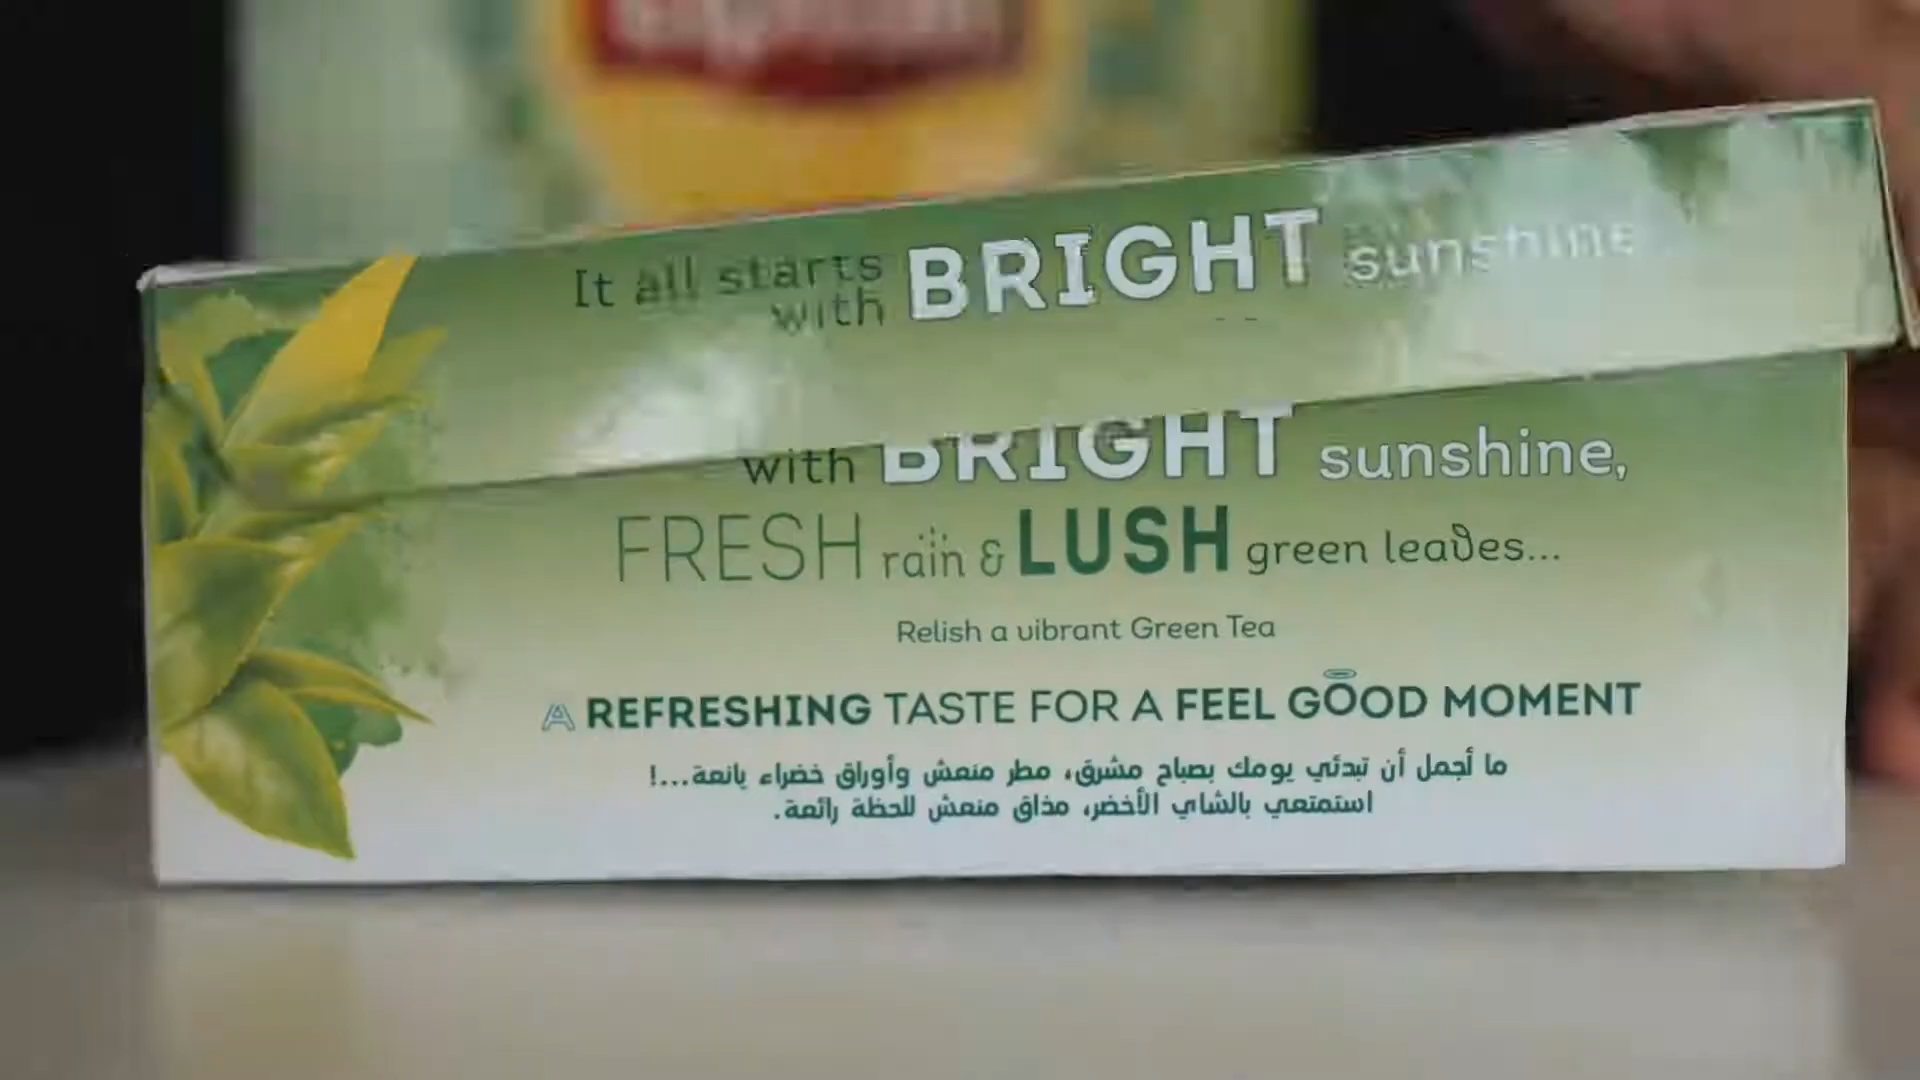 It all starts
with BRIGHT sunshine
with BRIGHT sunshine,
FRESH rain & LUSH green leaves...
Relish a vibrant Green Tea
A REFRESHING TASTE FOR A FEEL GOOD MOMENT
ما أجمل أن تبدئي يومك بصباح مشرق، مطر منعش وأوراق خضراء يانعة...!
استمتعي بالشاي الأخضر، مذاق منعش للحظة رائعة.